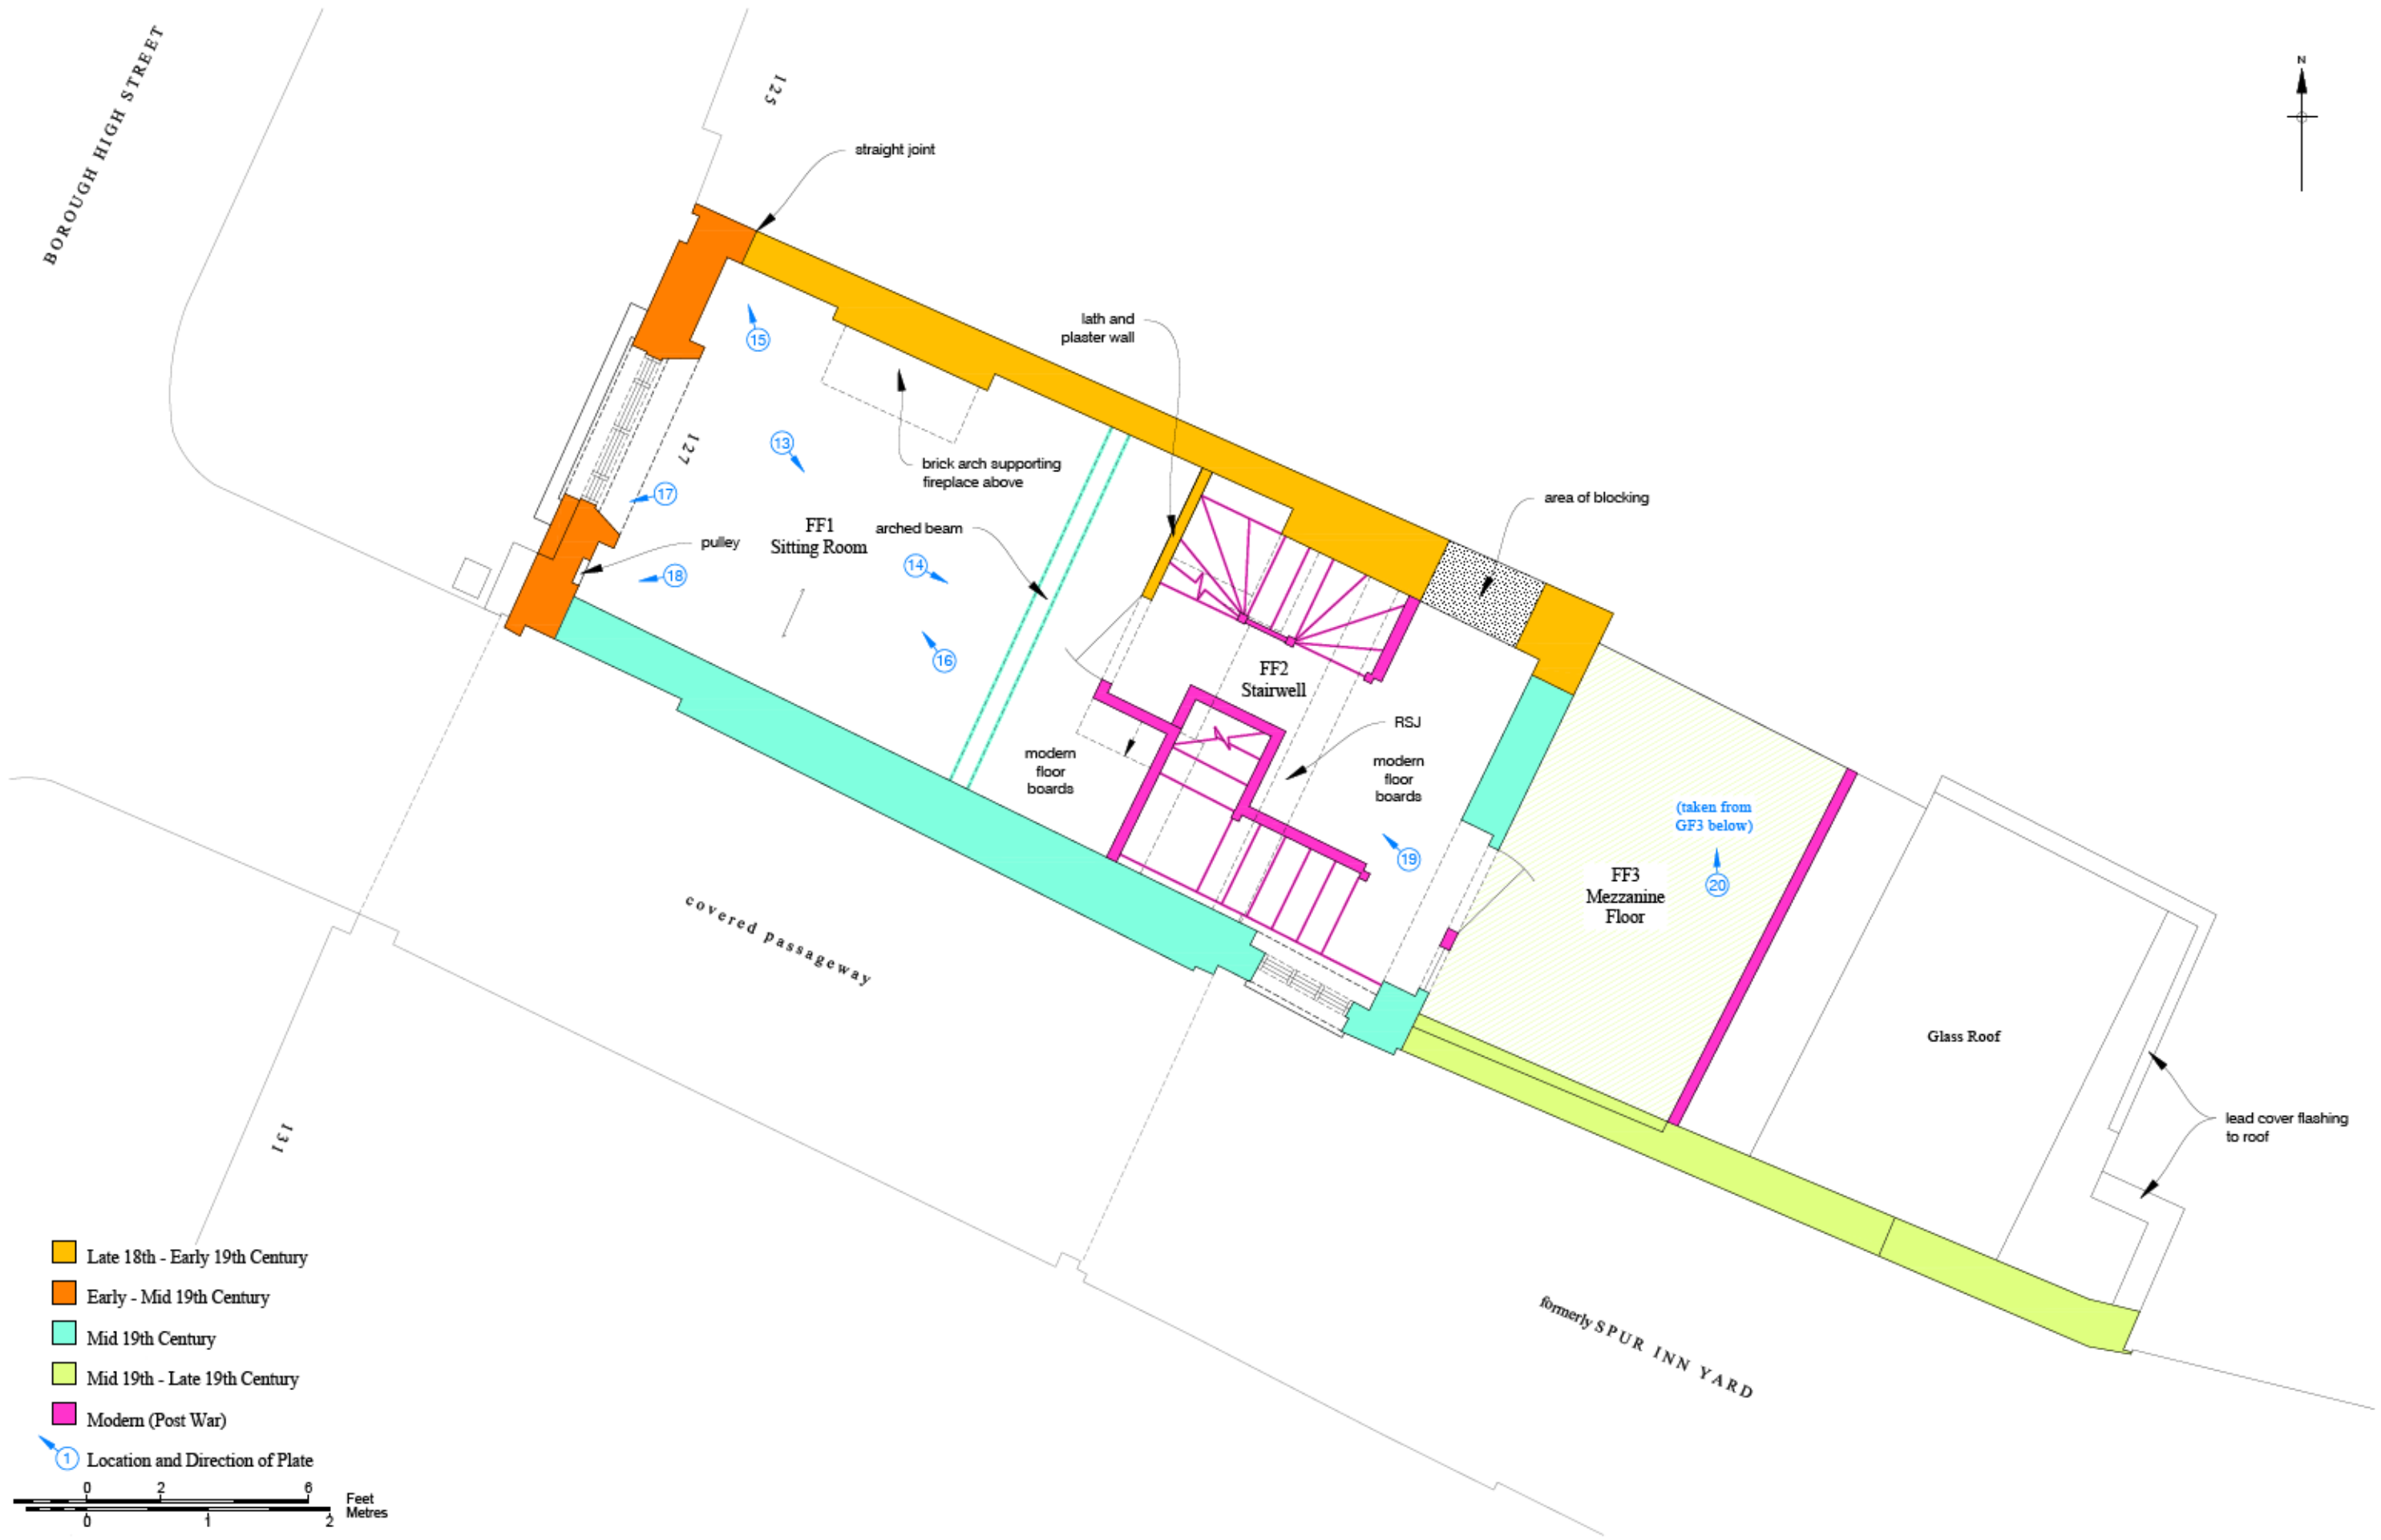 BOROUGH HIGH STREET
125
N
straight joint
lath and
plaster wall
15
13
127
brick arch supporting
fireplace above
17
area of blocking
FF1
Sitting Room
arched beam
pulley
14
18
16
FF2
Stairwell
RSJ
modern
floor
boards
modern
floor
boards
(taken from
GF3 below)
19
20
FF3
Mezzanine
Floor
covered passageway
Glass Roof
131
lead cover flashing
to roof
formerly SPUR INN YARD
Late 18th - Early 19th Century
Early - Mid 19th Century
Mid 19th Century
Mid 19th - Late 19th Century
Modern (Post War)
1 Location and Direction of Plate
0 2 6
Feet
Metres
0 1 2